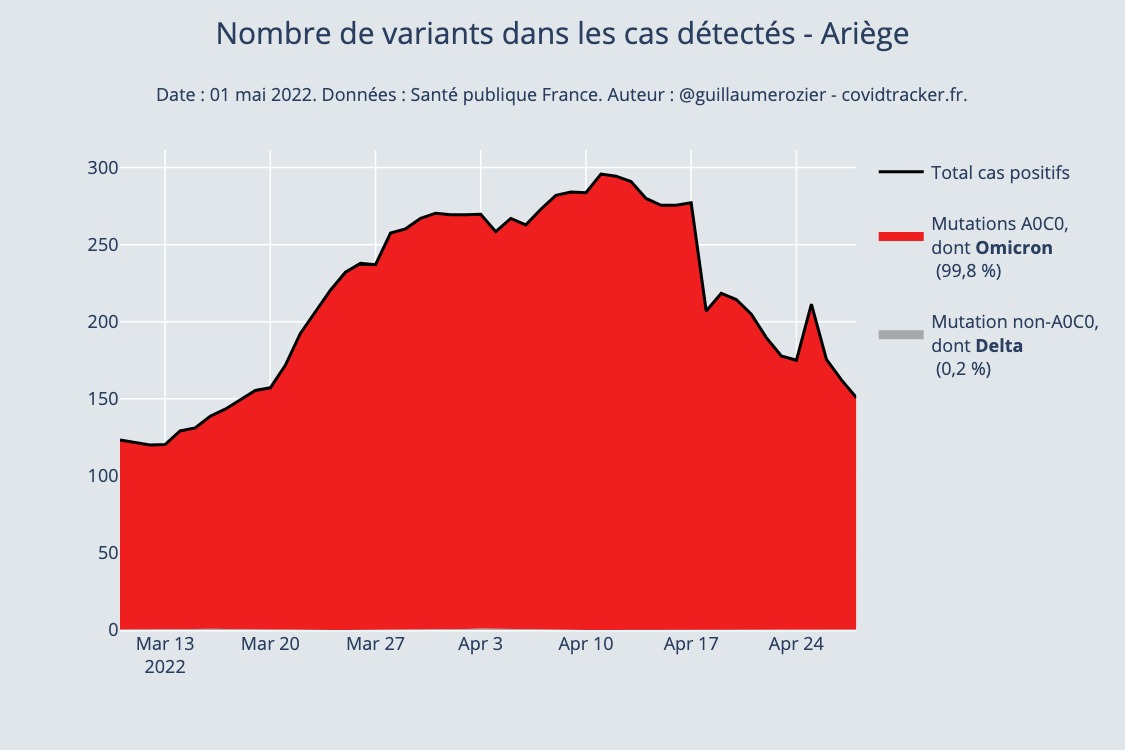 Nombre de variants dans les cas détectés - Ariège
Date : 01 mai 2022. Données : Santé publique France. Auteur : @guillaumerozier - covidtracker.fr.
300
250
200
150
100
50
0
Mar 13
2022
Mar 20
Mar 27
Apr 3
Apr 10
Apr 17
Apr 24
Total cas positifs
Mutations A0C0,
dont Omicron
(99,8 %)
Mutation non-A0C0,
dont Delta
(0,2 %)